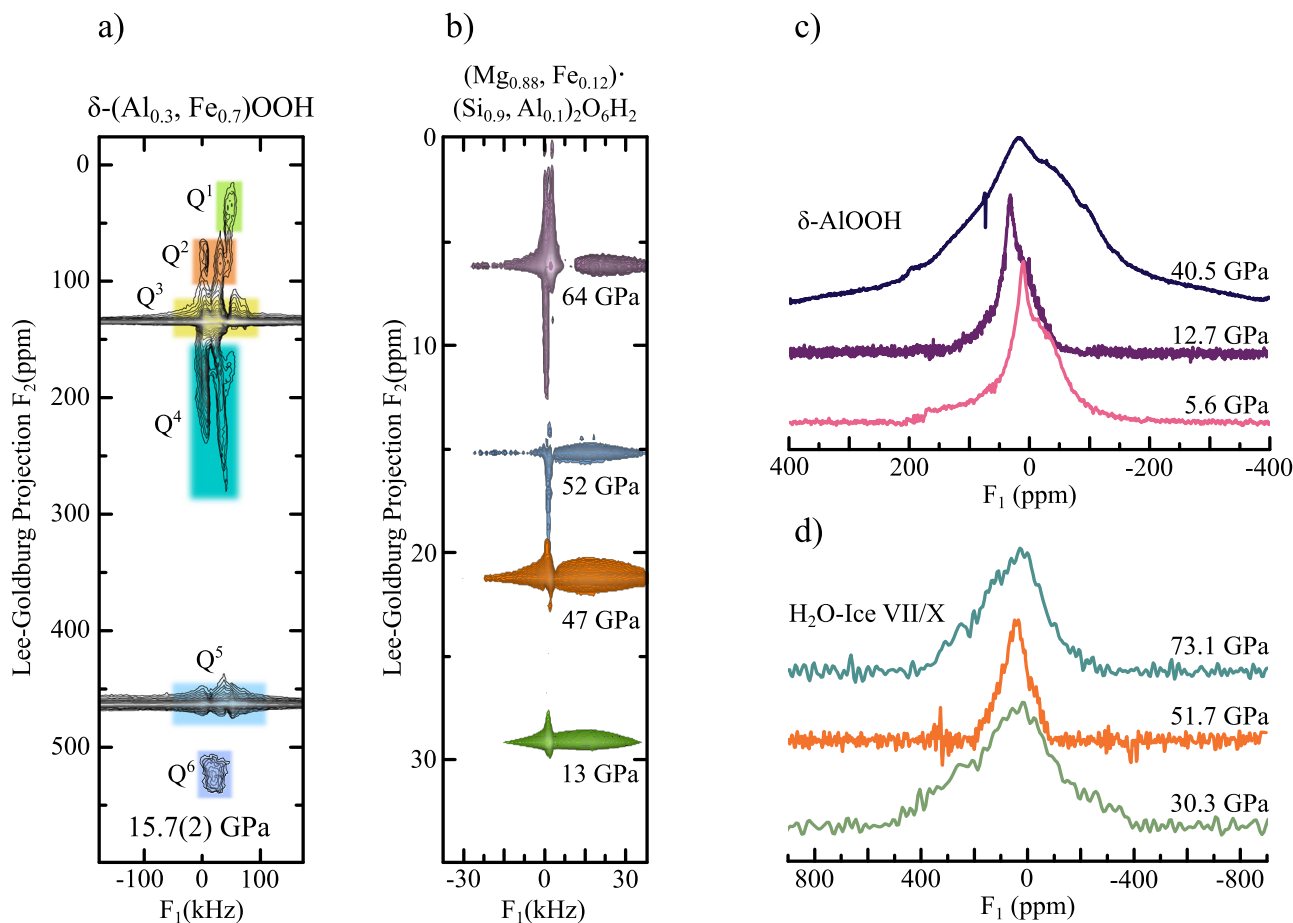 a)
δ-(Al0.3, Fe0.7)OOH
Lee-Goldburg Projection F2(ppm)
0
100
200
300
400
500
Q1
Q2
Q3
Q4
Q5
Q6
15.7(2) GPa
-100 0 100
F1(kHz)
b)
(Mg0.88, Fe0.12)·
(Si0.9, Al0.1)2O6H2
Lee-Goldburg Projection F2(ppm)
0
10
20
30
64 GPa
52 GPa
47 GPa
13 GPa
-30 0 30
F1(kHz)
c)
δ-AlOOH
40.5 GPa
12.7 GPa
5.6 GPa
400 200 0 -200 -400
F1 (ppm)
d)
H2O-Ice VII/X
73.1 GPa
51.7 GPa
30.3 GPa
800 400 0 -400 -800
F1 (ppm)